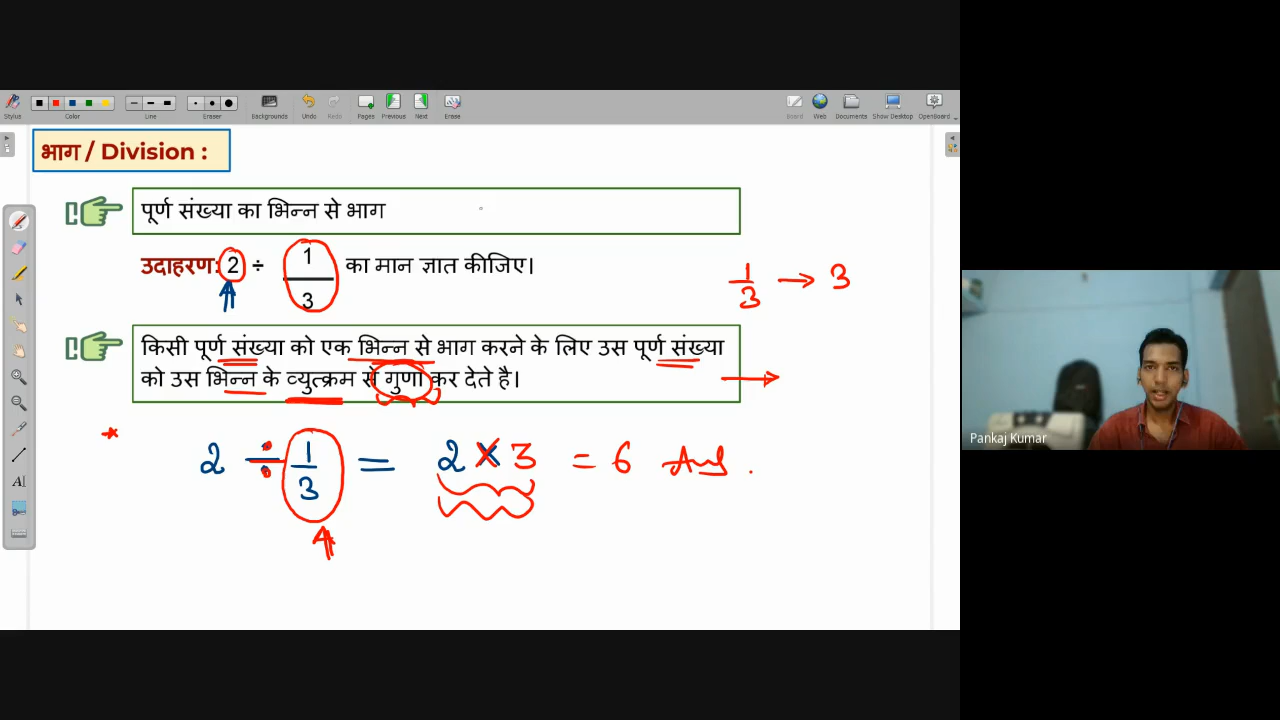 Stylus Color Line Eraser Backgrounds Undo Redo Pages Previous Next Erase Board Web Documents Show Desktop OpenBoard
भाग / Division :
पूर्ण संख्या का भिन्न से भाग
उदाहरण: 2 ÷ 1/3 का मान ज्ञात कीजिए।
1/3 → 3
किसी पूर्ण संख्या को एक भिन्न से भाग करने के लिए उस पूर्ण संख्या
को उस भिन्न के व्युत्क्रम से गुणा कर देते है।
2 ÷ 1/3 = 2 × 3 = 6 Ans.
Pankaj Kumar